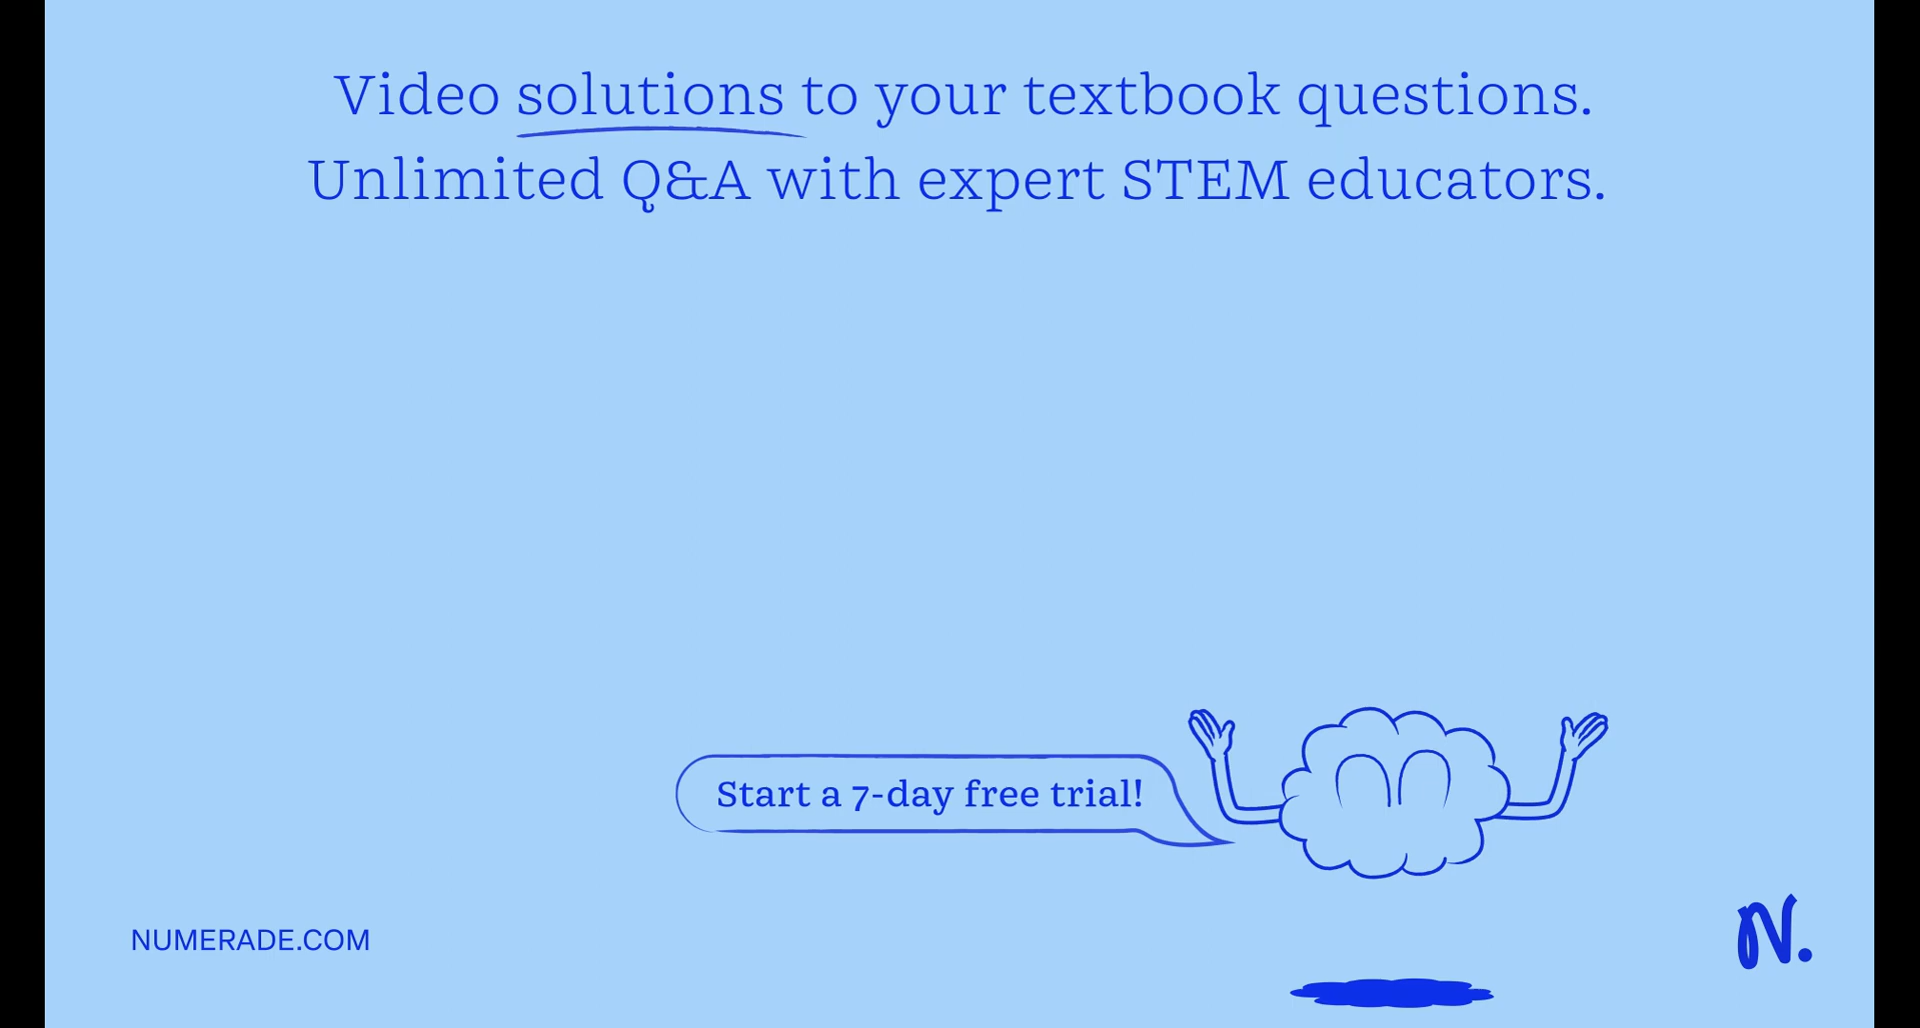 Video solutions to your textbook questions.
Unlimited Q&A with expert STEM educators.
Start a 7-day free trial!
NUMERADE.COM
N.